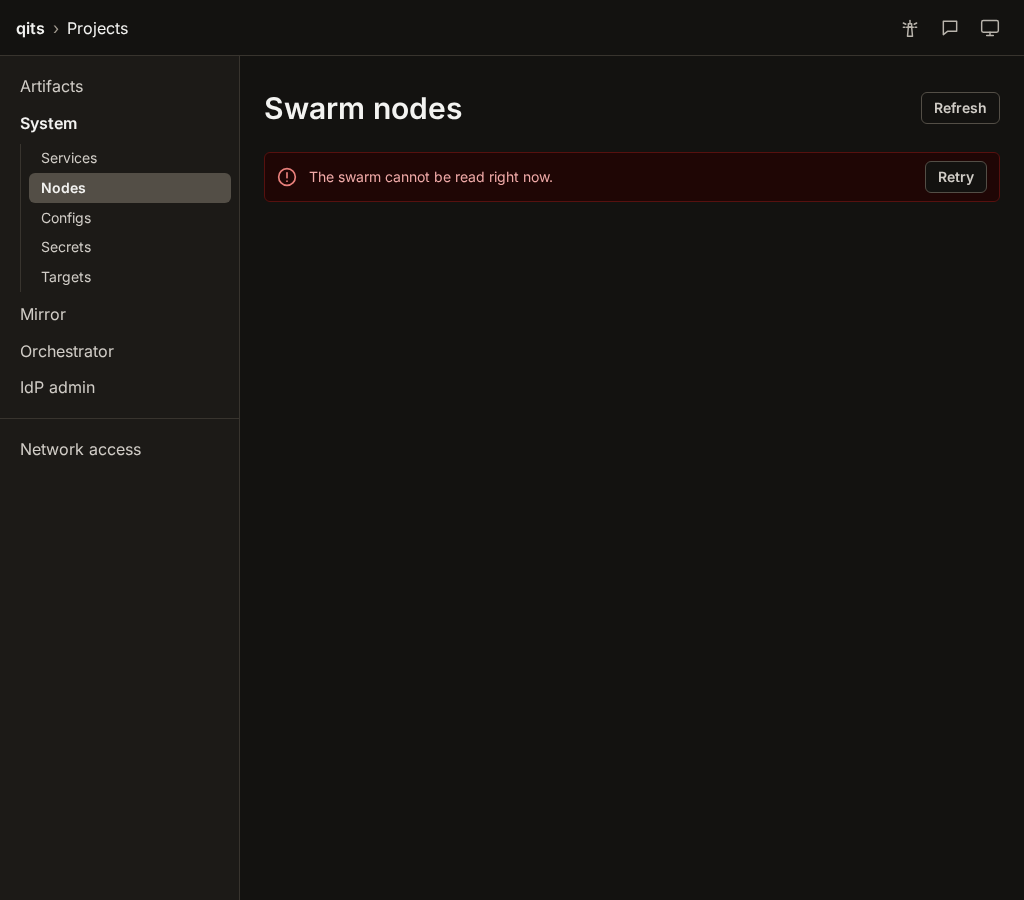 qits › Projects
Artifacts
System
Services
Nodes
Configs
Secrets
Targets
Mirror
Orchestrator
IdP admin
Network access
Swarm nodes
Refresh
The swarm cannot be read right now.
Retry